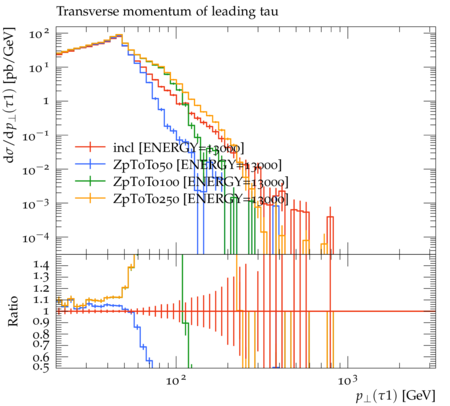 Transverse momentum of leading tau
dσ/dp⊥(τ1) [pb/GeV]
10²
10¹
1
10⁻¹
10⁻²
10⁻³
10⁻⁴
incl [ENERGY=13000]
ZpToTo50 [ENERGY=13000]
ZpToTo100 [ENERGY=13000]
ZpToTo250 [ENERGY=13000]
Ratio
1.4
1.3
1.2
1.1
1
0.9
0.8
0.7
0.6
0.5
10²
10³
p⊥(τ1) [GeV]